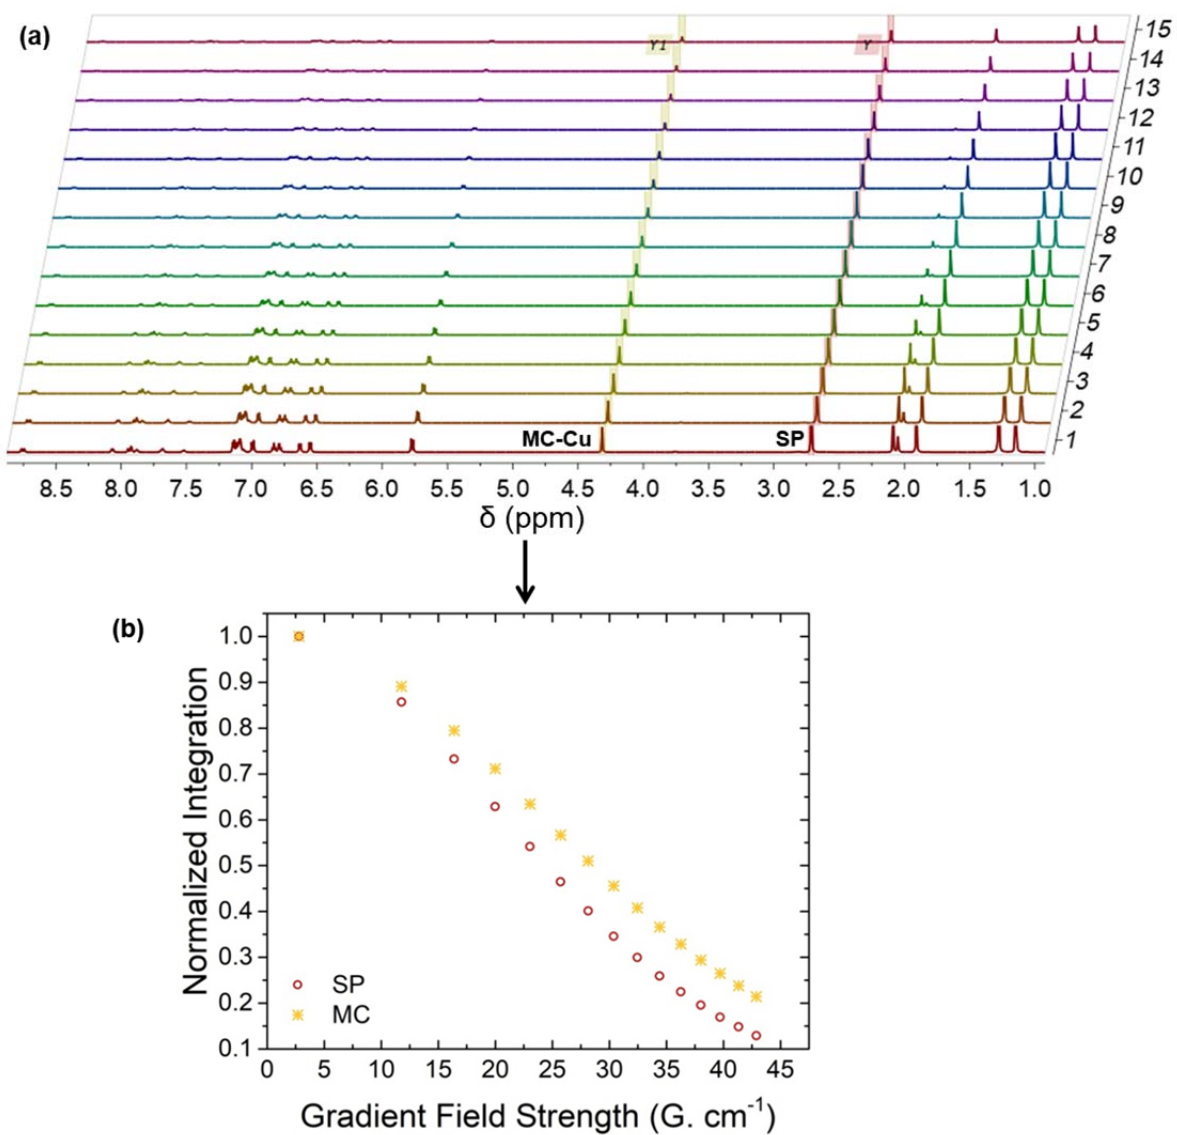 (a)
15
14
13
12
11
10
9
8
7
6
5
4
3
2
1
Y1
Y
MC-Cu
SP
8.5 8.0 7.5 7.0 6.5 6.0 5.5 5.0 4.5 4.0 3.5 3.0 2.5 2.0 1.5 1.0
δ (ppm)
(b)
Normalized Integration
1.0
0.9
0.8
0.7
0.6
0.5
0.4
0.3
0.2
0.1
SP
MC
0 5 10 15 20 25 30 35 40 45
Gradient Field Strength (G. cm⁻¹)